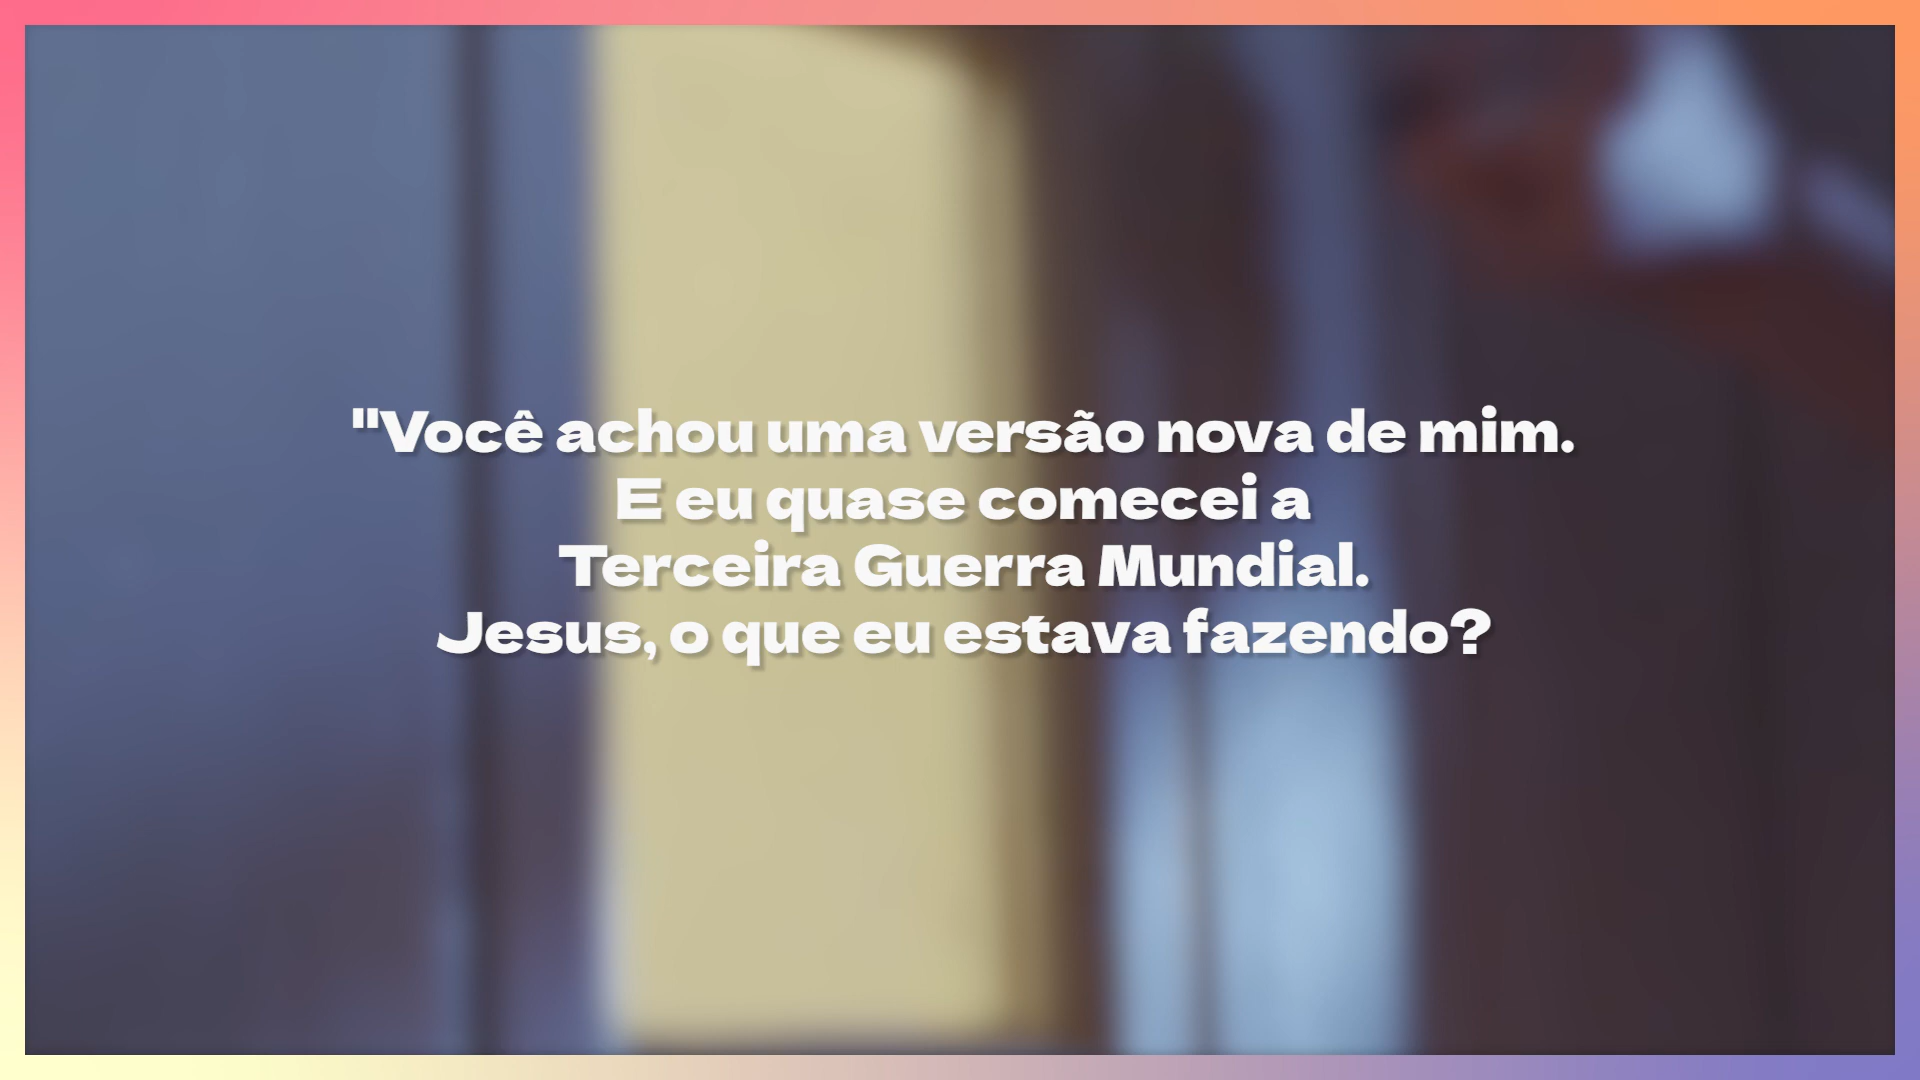 "Você achou uma versão nova de mim.
E eu quase comecei a
Terceira Guerra Mundial.
Jesus, o que eu estava fazendo?